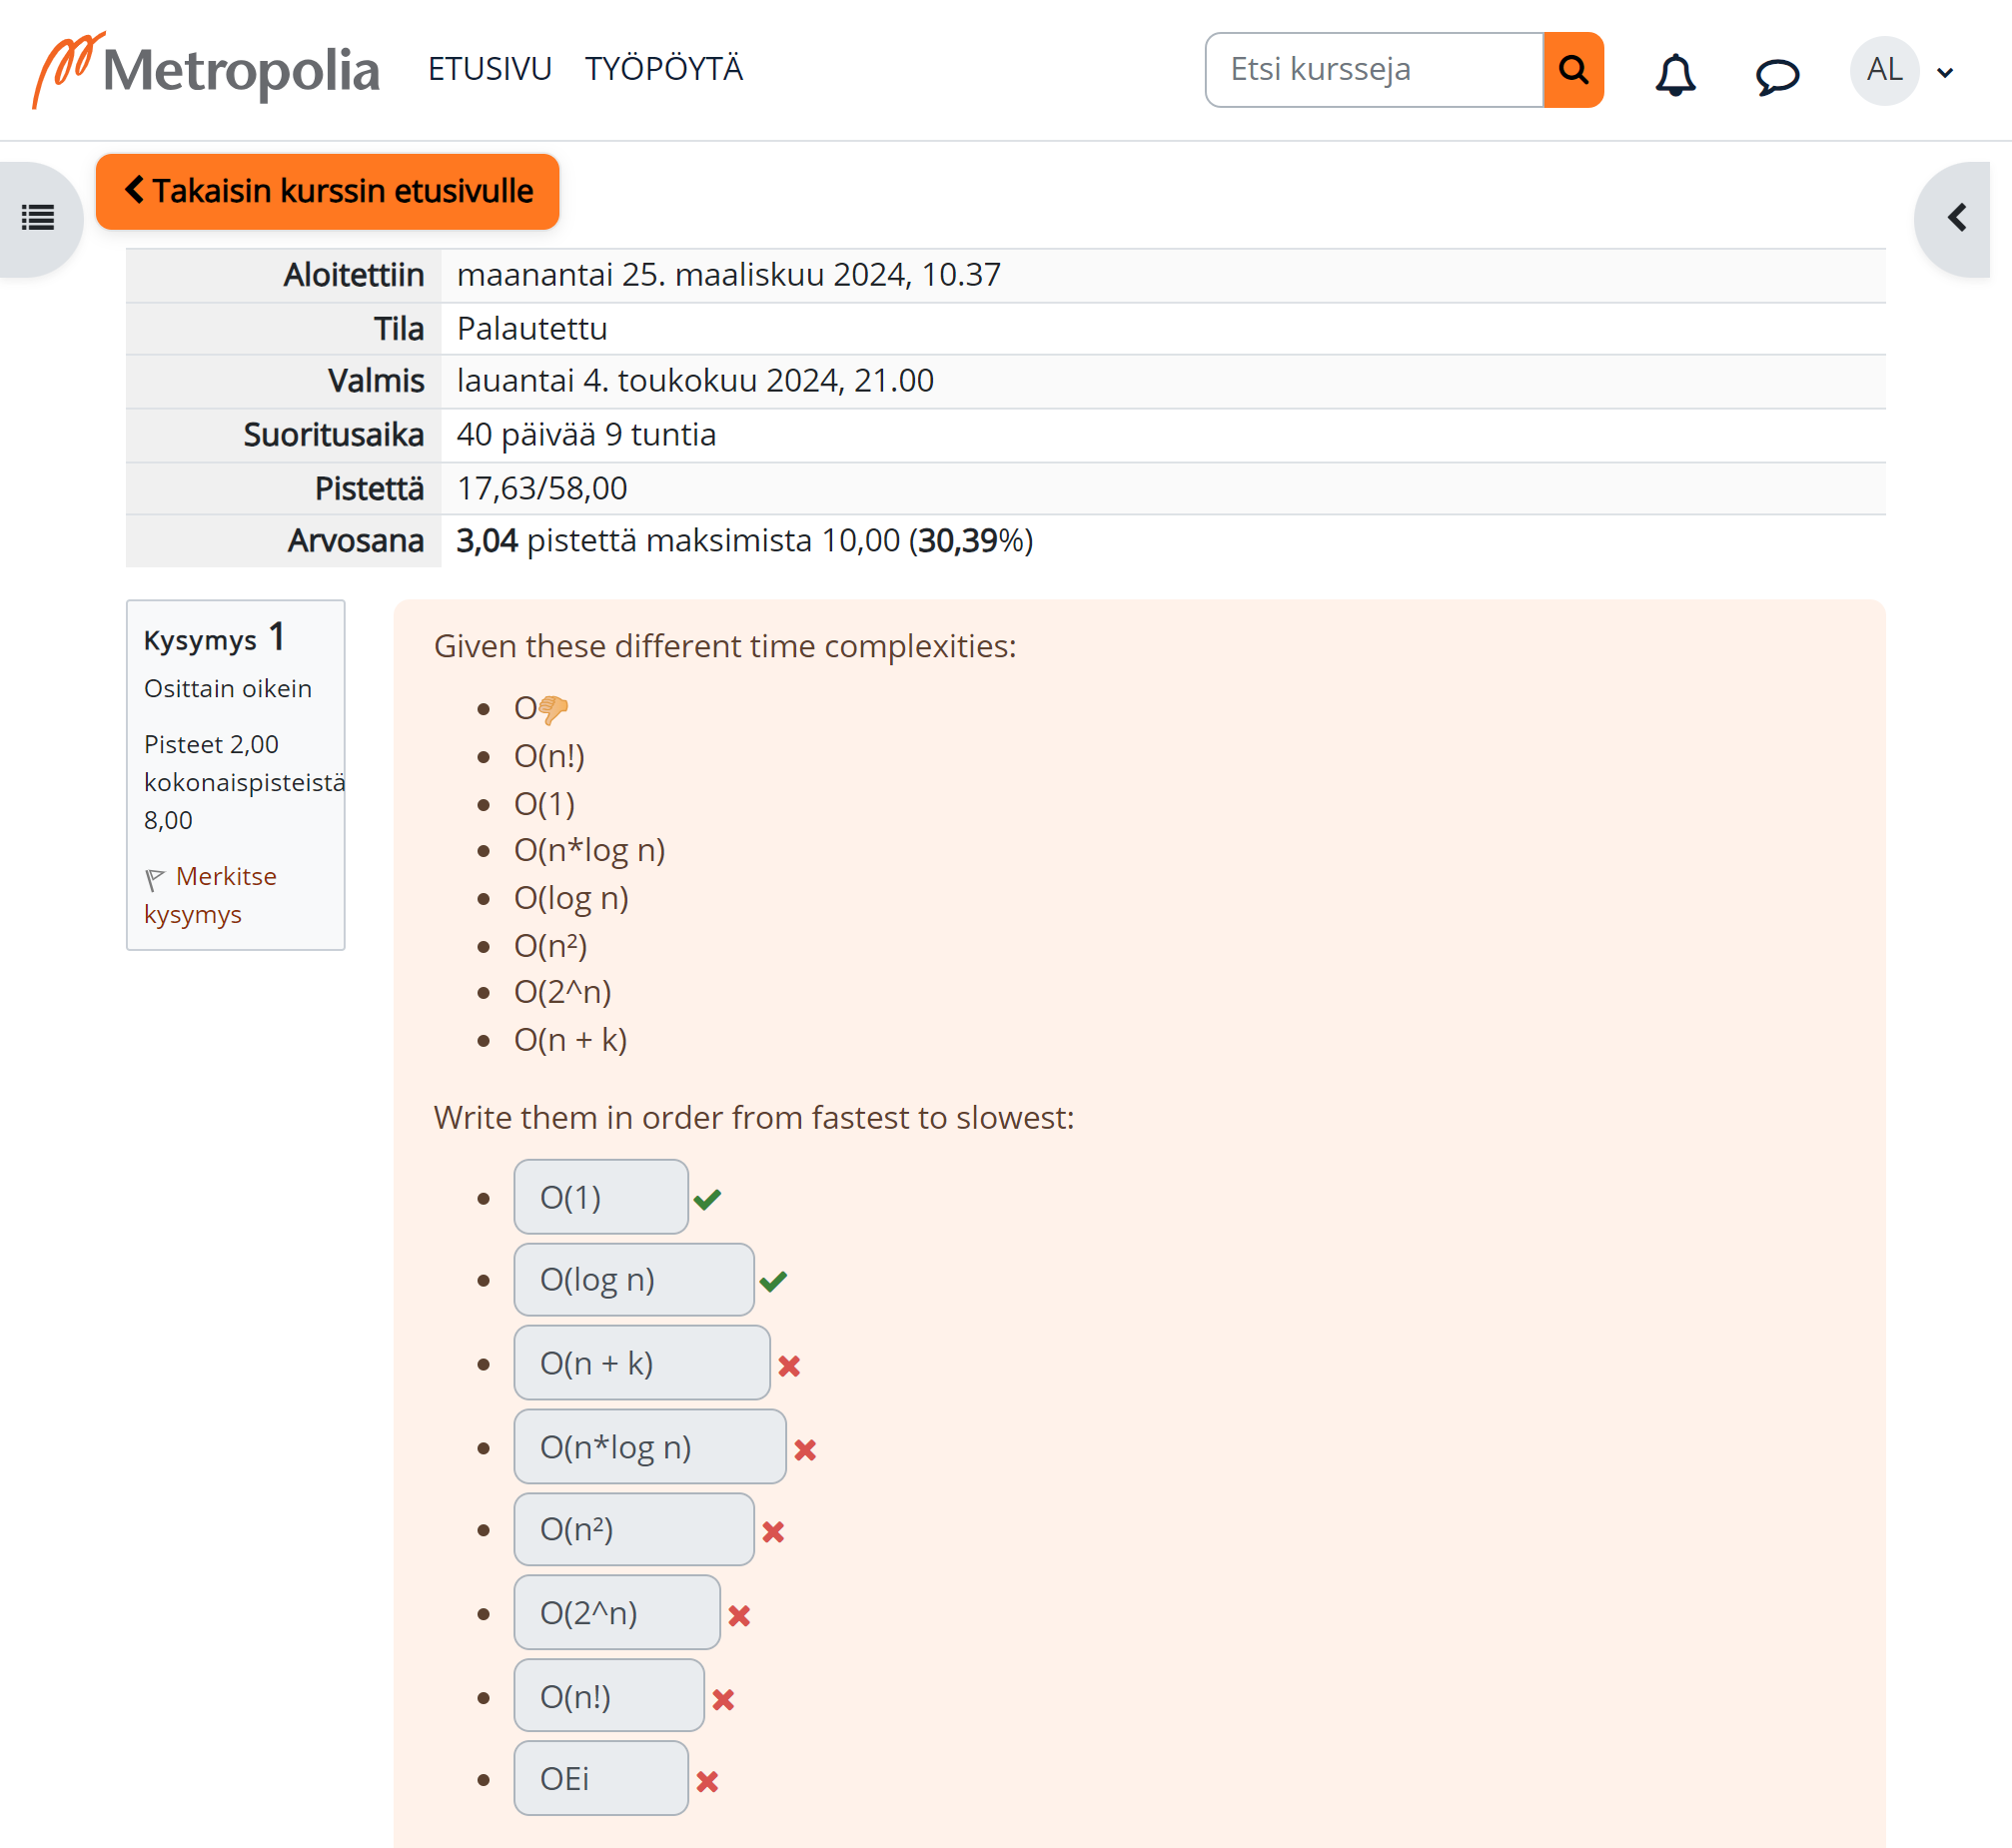 Metropolia ETUSIVU TYÖPÖYTÄ Etsi kursseja AL
Takaisin kurssin etusivulle
Aloitettiin maanantai 25. maaliskuu 2024, 10.37
Tila Palautettu
Valmis lauantai 4. toukokuu 2024, 21.00
Suoritusaika 40 päivää 9 tuntia
Pistettä 17,63/58,00
Arvosana 3,04 pistettä maksimista 10,00 (30,39%)
Kysymys 1
Osittain oikein
Pisteet 2,00
kokonaispisteistä
8,00
Merkitse
kysymys
Given these different time complexities:
O👎
O(n!)
O(1)
O(n*log n)
O(log n)
O(n²)
O(2^n)
O(n + k)
Write them in order from fastest to slowest:
O(1)
O(log n)
O(n + k)
O(n*log n)
O(n²)
O(2^n)
O(n!)
OEi